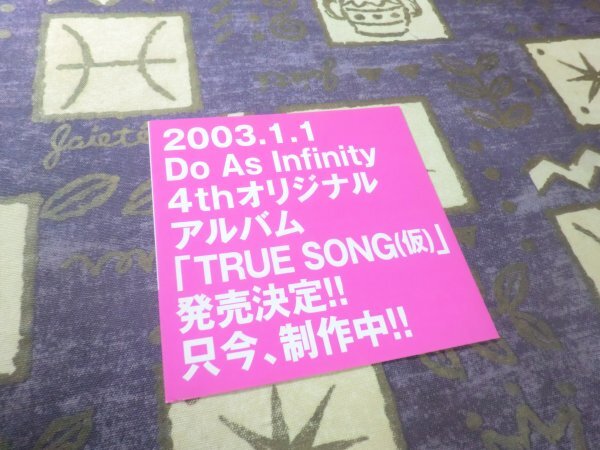 2003.1.1
Do As Infinity
4thオリジナル
アルバム
「TRUE SONG(仮)」
発売決定!!
只今、制作中!!